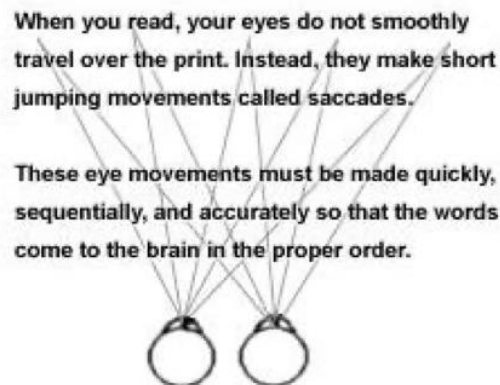 When you read, your eyes do not smoothly
travel over the print. Instead, they make short
jumping movements called saccades.
These eye movements must be made quickly,
sequentially, and accurately so that the words
come to the brain in the proper order.